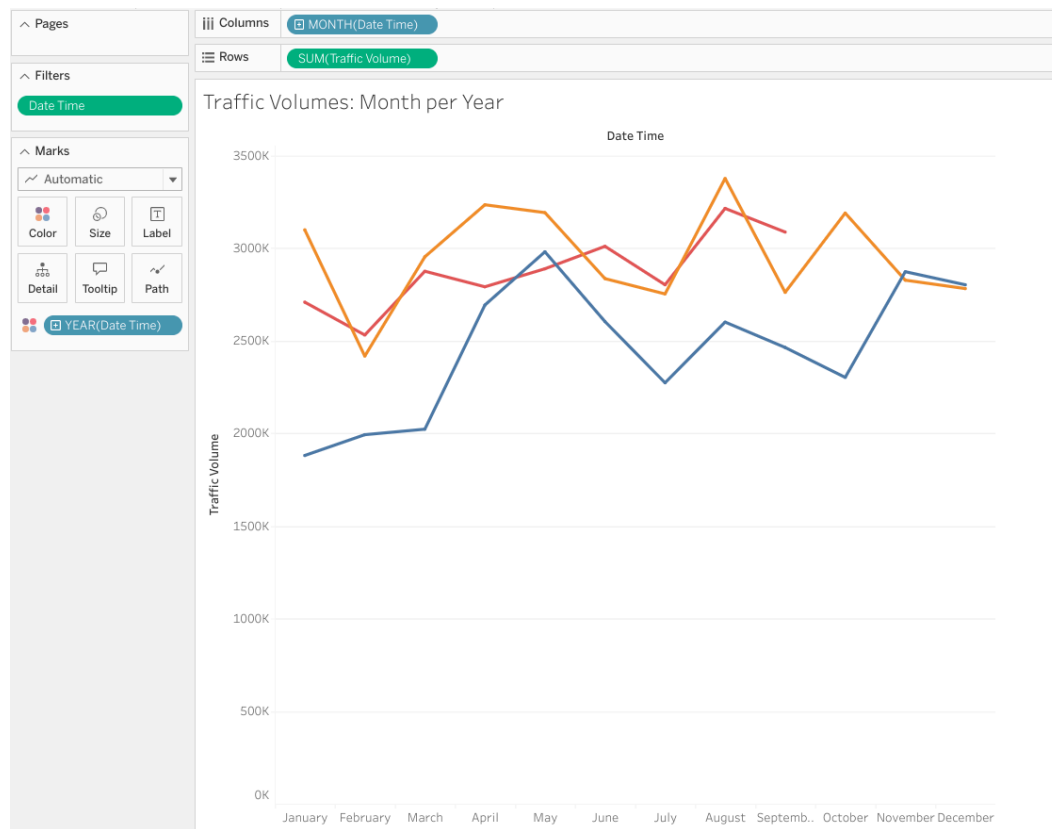 Pages
Columns
MONTH(Date Time)
Rows
SUM(Traffic Volume)
Filters
Date Time
Marks
Automatic
Color
Size
Label
Detail
Tooltip
Path
YEAR(Date Time)
Traffic Volumes: Month per Year
Date Time
3500K
3000K
2500K
2000K
1500K
1000K
500K
0K
Traffic Volume
January February March April May June July August Septemb.. October November December